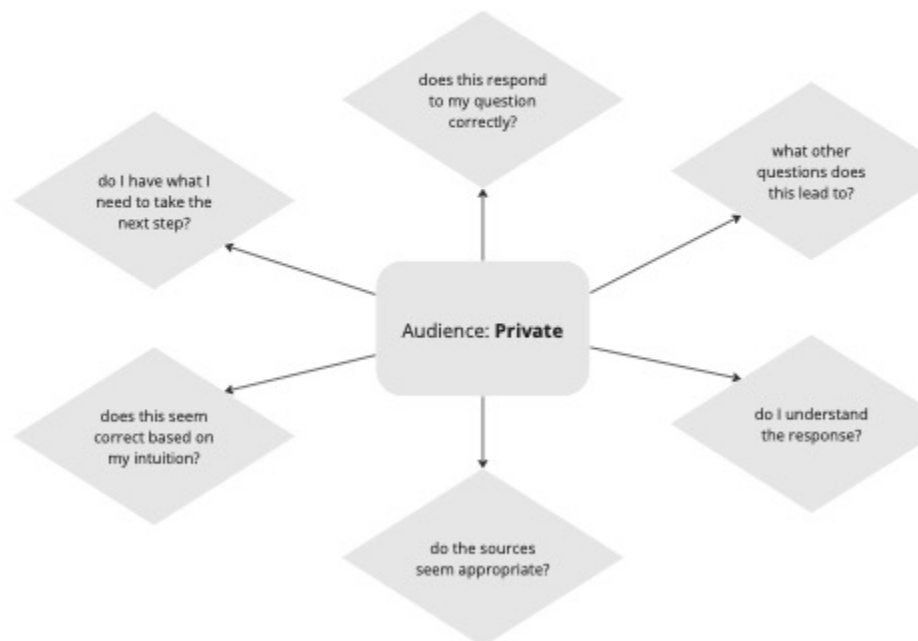 does this respond
to my question
correctly?
what other
questions does
this lead to?
do I have what I
need to take the
next step?
Audience: Private
does this seem
correct based on
my intuition?
do I understand
the response?
do the sources
seem appropriate?